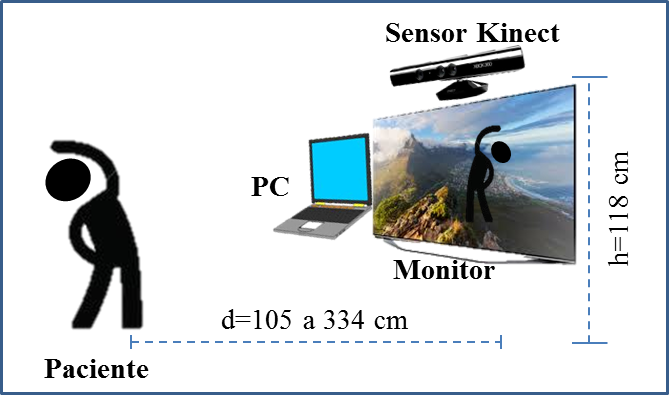 Sensor Kinect
PC
Monitor
h=118 cm
d=105 a 334 cm
Paciente